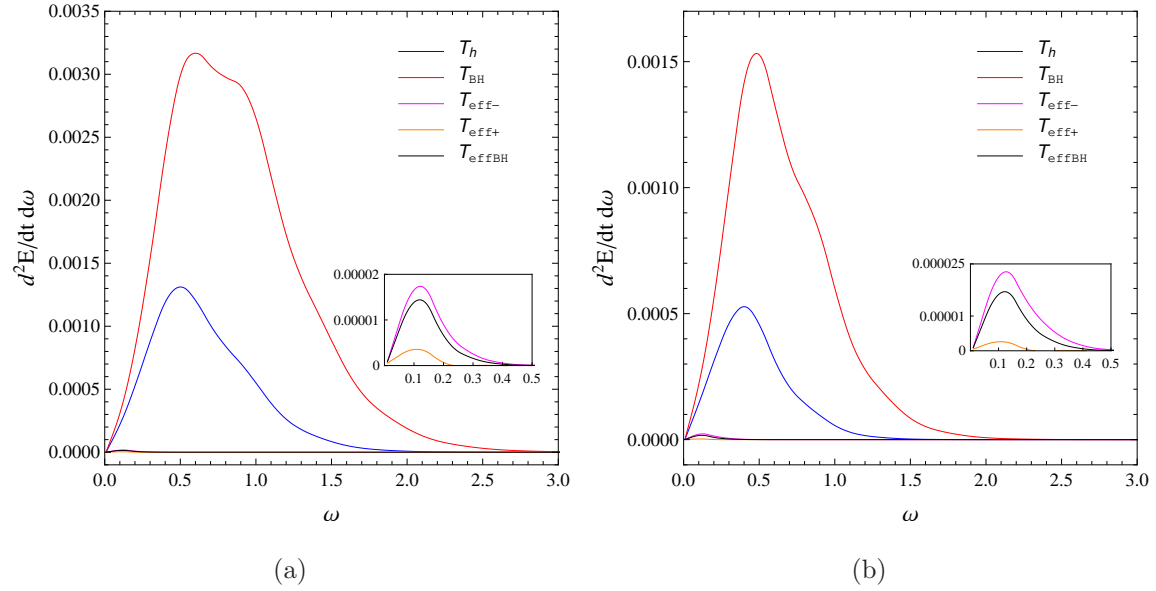 0.0035
0.0030
0.0025
0.0020
0.0015
0.0010
0.0005
0.0000
d²E/dt dω
T_h
T_BH
T_eff-
T_eff+
T_effBH
0.00002
0.00001
0
0.1 0.2 0.3 0.4 0.5
0.0 0.5 1.0 1.5 2.0 2.5 3.0
ω
(a)
0.0015
0.0010
0.0005
0.0000
d²E/dt dω
T_h
T_BH
T_eff-
T_eff+
T_effBH
0.000025
0.00001
0
0.1 0.2 0.3 0.4 0.5
0.0 0.5 1.0 1.5 2.0 2.5 3.0
ω
(b)